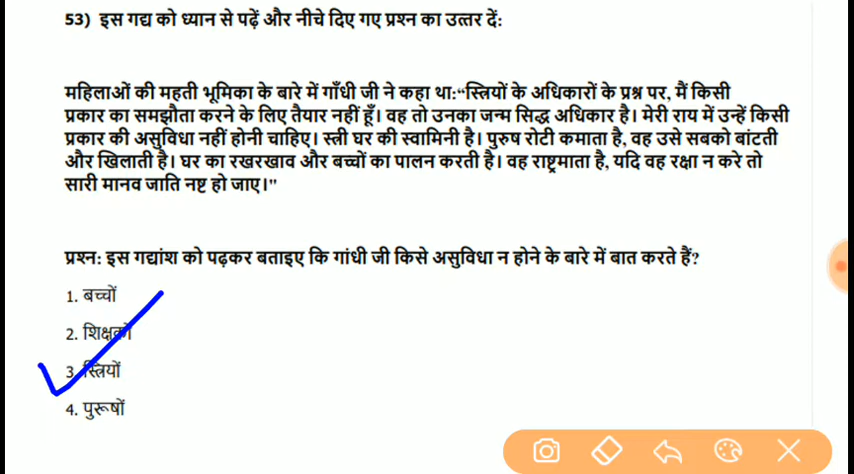 53) इस गद्य को ध्यान से पढ़ें और नीचे दिए गए प्रश्न का उत्तर दें:
महिलाओं की महती भूमिका के बारे में गाँधी जी ने कहा था:“स्त्रियों के अधिकारों के प्रश्न पर, मैं किसी
प्रकार का समझौता करने के लिए तैयार नहीं हूँ। वह तो उनका जन्म सिद्ध अधिकार है। मेरी राय में उन्हें किसी
प्रकार की असुविधा नहीं होनी चाहिए। स्त्री घर की स्वामिनी है। पुरुष रोटी कमाता है, वह उसे सबको बांटती
और खिलाती है। घर का रखरखाव और बच्चों का पालन करती है। वह राष्ट्रमाता है, यदि वह रक्षा न करे तो
सारी मानव जाति नष्ट हो जाए।"
प्रश्न: इस गद्यांश को पढ़कर बताइए कि गांधी जी किसे असुविधा न होने के बारे में बात करते हैं?
1. बच्चों
2. शिक्षकों
3. स्त्रियों
4. पुरूषों